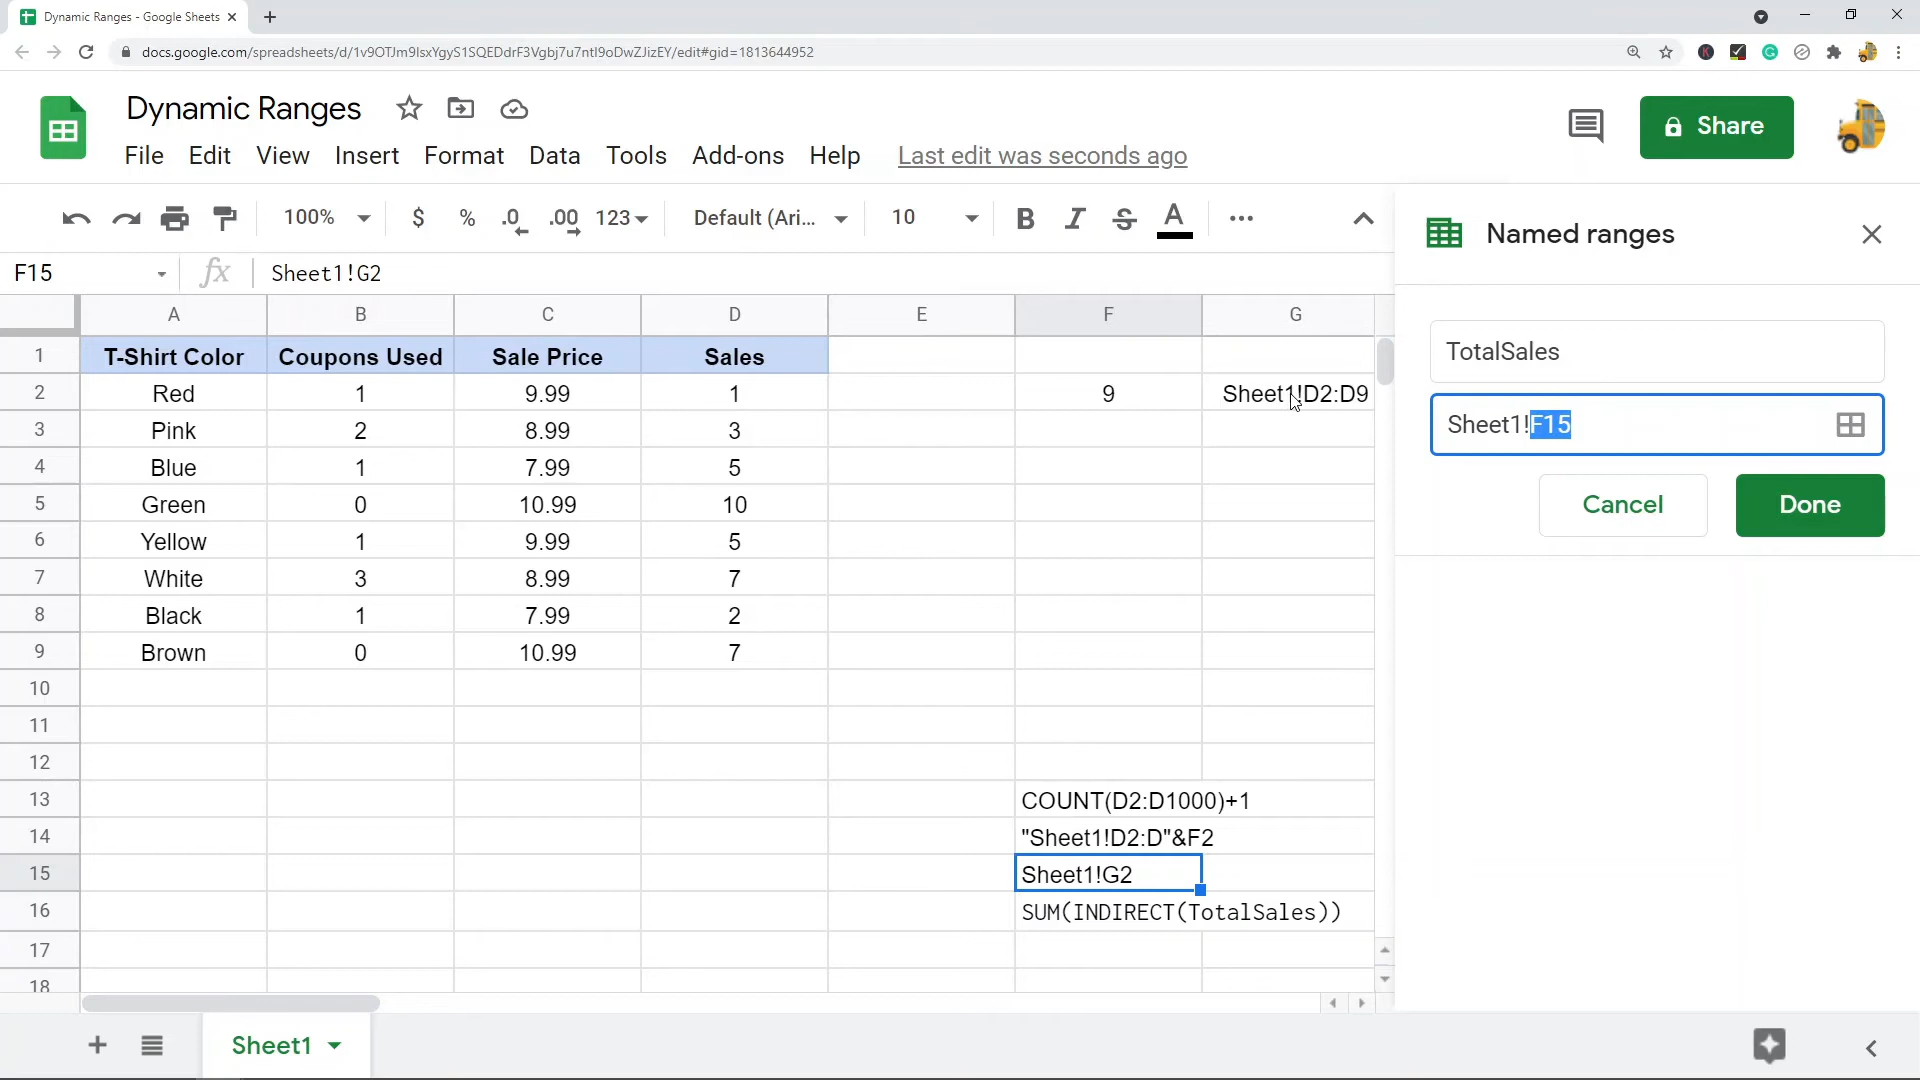 Dynamic Ranges - Google Sheets
docs.google.com/spreadsheets/d/1v9OTJm9lsxYgyS1SQEDdrF3Vgbj7u7ntI9oDwZJizEY/edit#gid=1813644952
Dynamic Ranges
Share
File Edit View Insert Format Data Tools Add-ons Help Last edit was seconds ago
100% $ % .0 .00 123 Default (Ari... 10 B I S A
Named ranges
F15 fx Sheet1!G2
A B C D E F G
1 T-Shirt Color Coupons Used Sale Price Sales
2 Red 1 9.99 1 9 Sheet1!D2:D9
3 Pink 2 8.99 3
4 Blue 1 7.99 5
5 Green 0 10.99 10
6 Yellow 1 9.99 5
7 White 3 8.99 7
8 Black 1 7.99 2
9 Brown 0 10.99 7
10
11
12
13 COUNT(D2:D1000)+1
14 "Sheet1!D2:D"&F2
15 Sheet1!G2
16 SUM(INDIRECT(TotalSales))
17
18
TotalSales
Sheet1!F15
Cancel Done
Sheet1